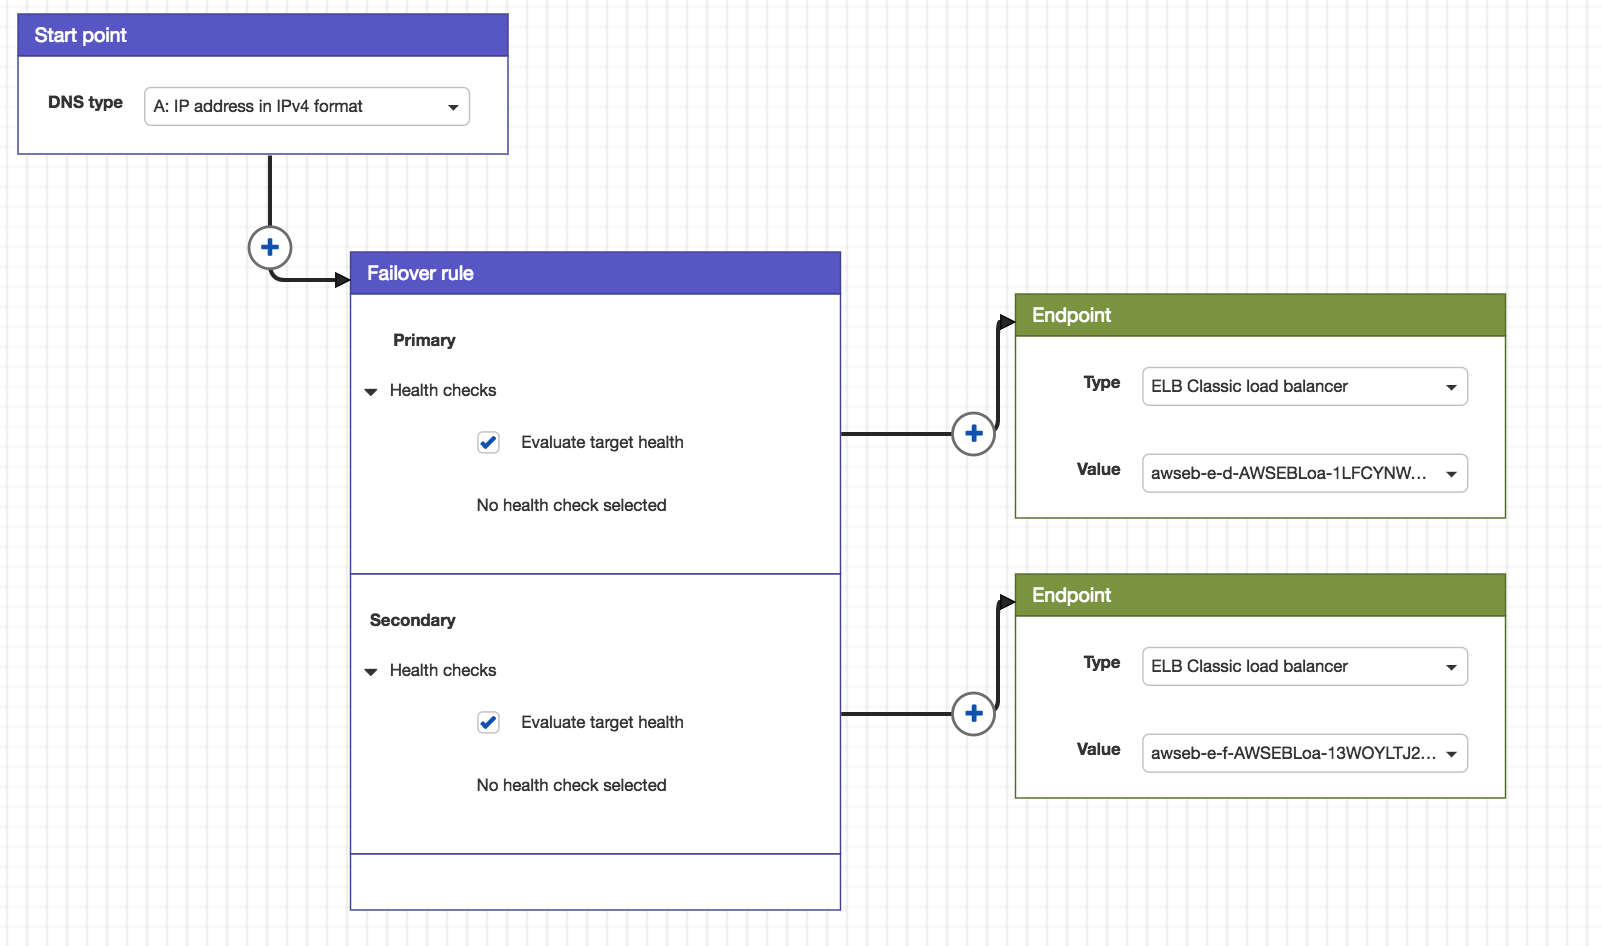 Start point
DNS type
A: IP address in IPv4 format
Failover rule
Primary
Health checks
Evaluate target health
No health check selected
Endpoint
Type
ELB Classic load balancer
Value
awseb-e-d-AWSEBLoa-1LFCYNW...
Secondary
Health checks
Evaluate target health
No health check selected
Endpoint
Type
ELB Classic load balancer
Value
awseb-e-f-AWSEBLoa-13WOYLTJ2...